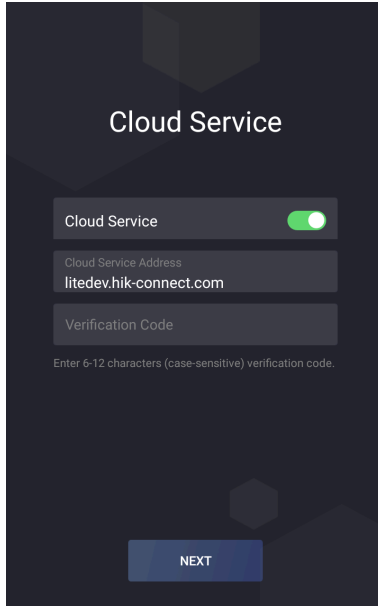 Cloud Service
Cloud Service
Cloud Service Address
litedev.hik-connect.com
Verification Code
Enter 6-12 characters (case-sensitive) verification code.
NEXT